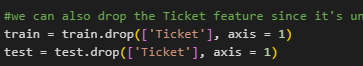 #we can also drop the Ticket feature since it's un
train = train.drop(['Ticket'], axis = 1)
test = test.drop(['Ticket'], axis = 1)